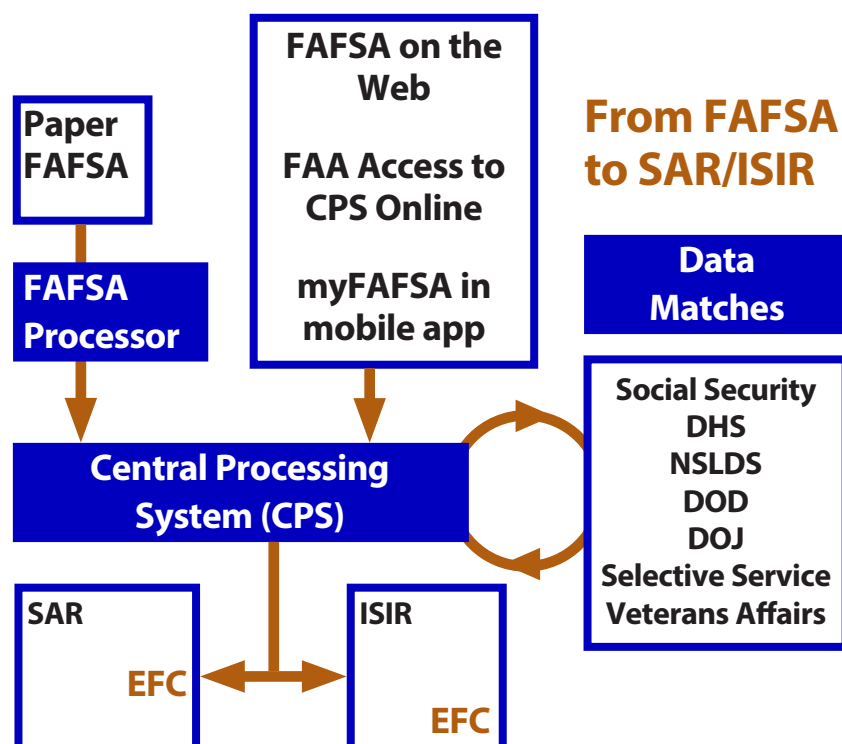 Paper
FAFSA
FAFSA
Processor
FAFSA on the
Web
FAA Access to
CPS Online
myFAFSA in
mobile app
From FAFSA
to SAR/ISIR
Data
Matches
Social Security
DHS
NSLDS
DOD
DOJ
Selective Service
Veterans Affairs
Central Processing
System (CPS)
SAR
EFC
ISIR
EFC